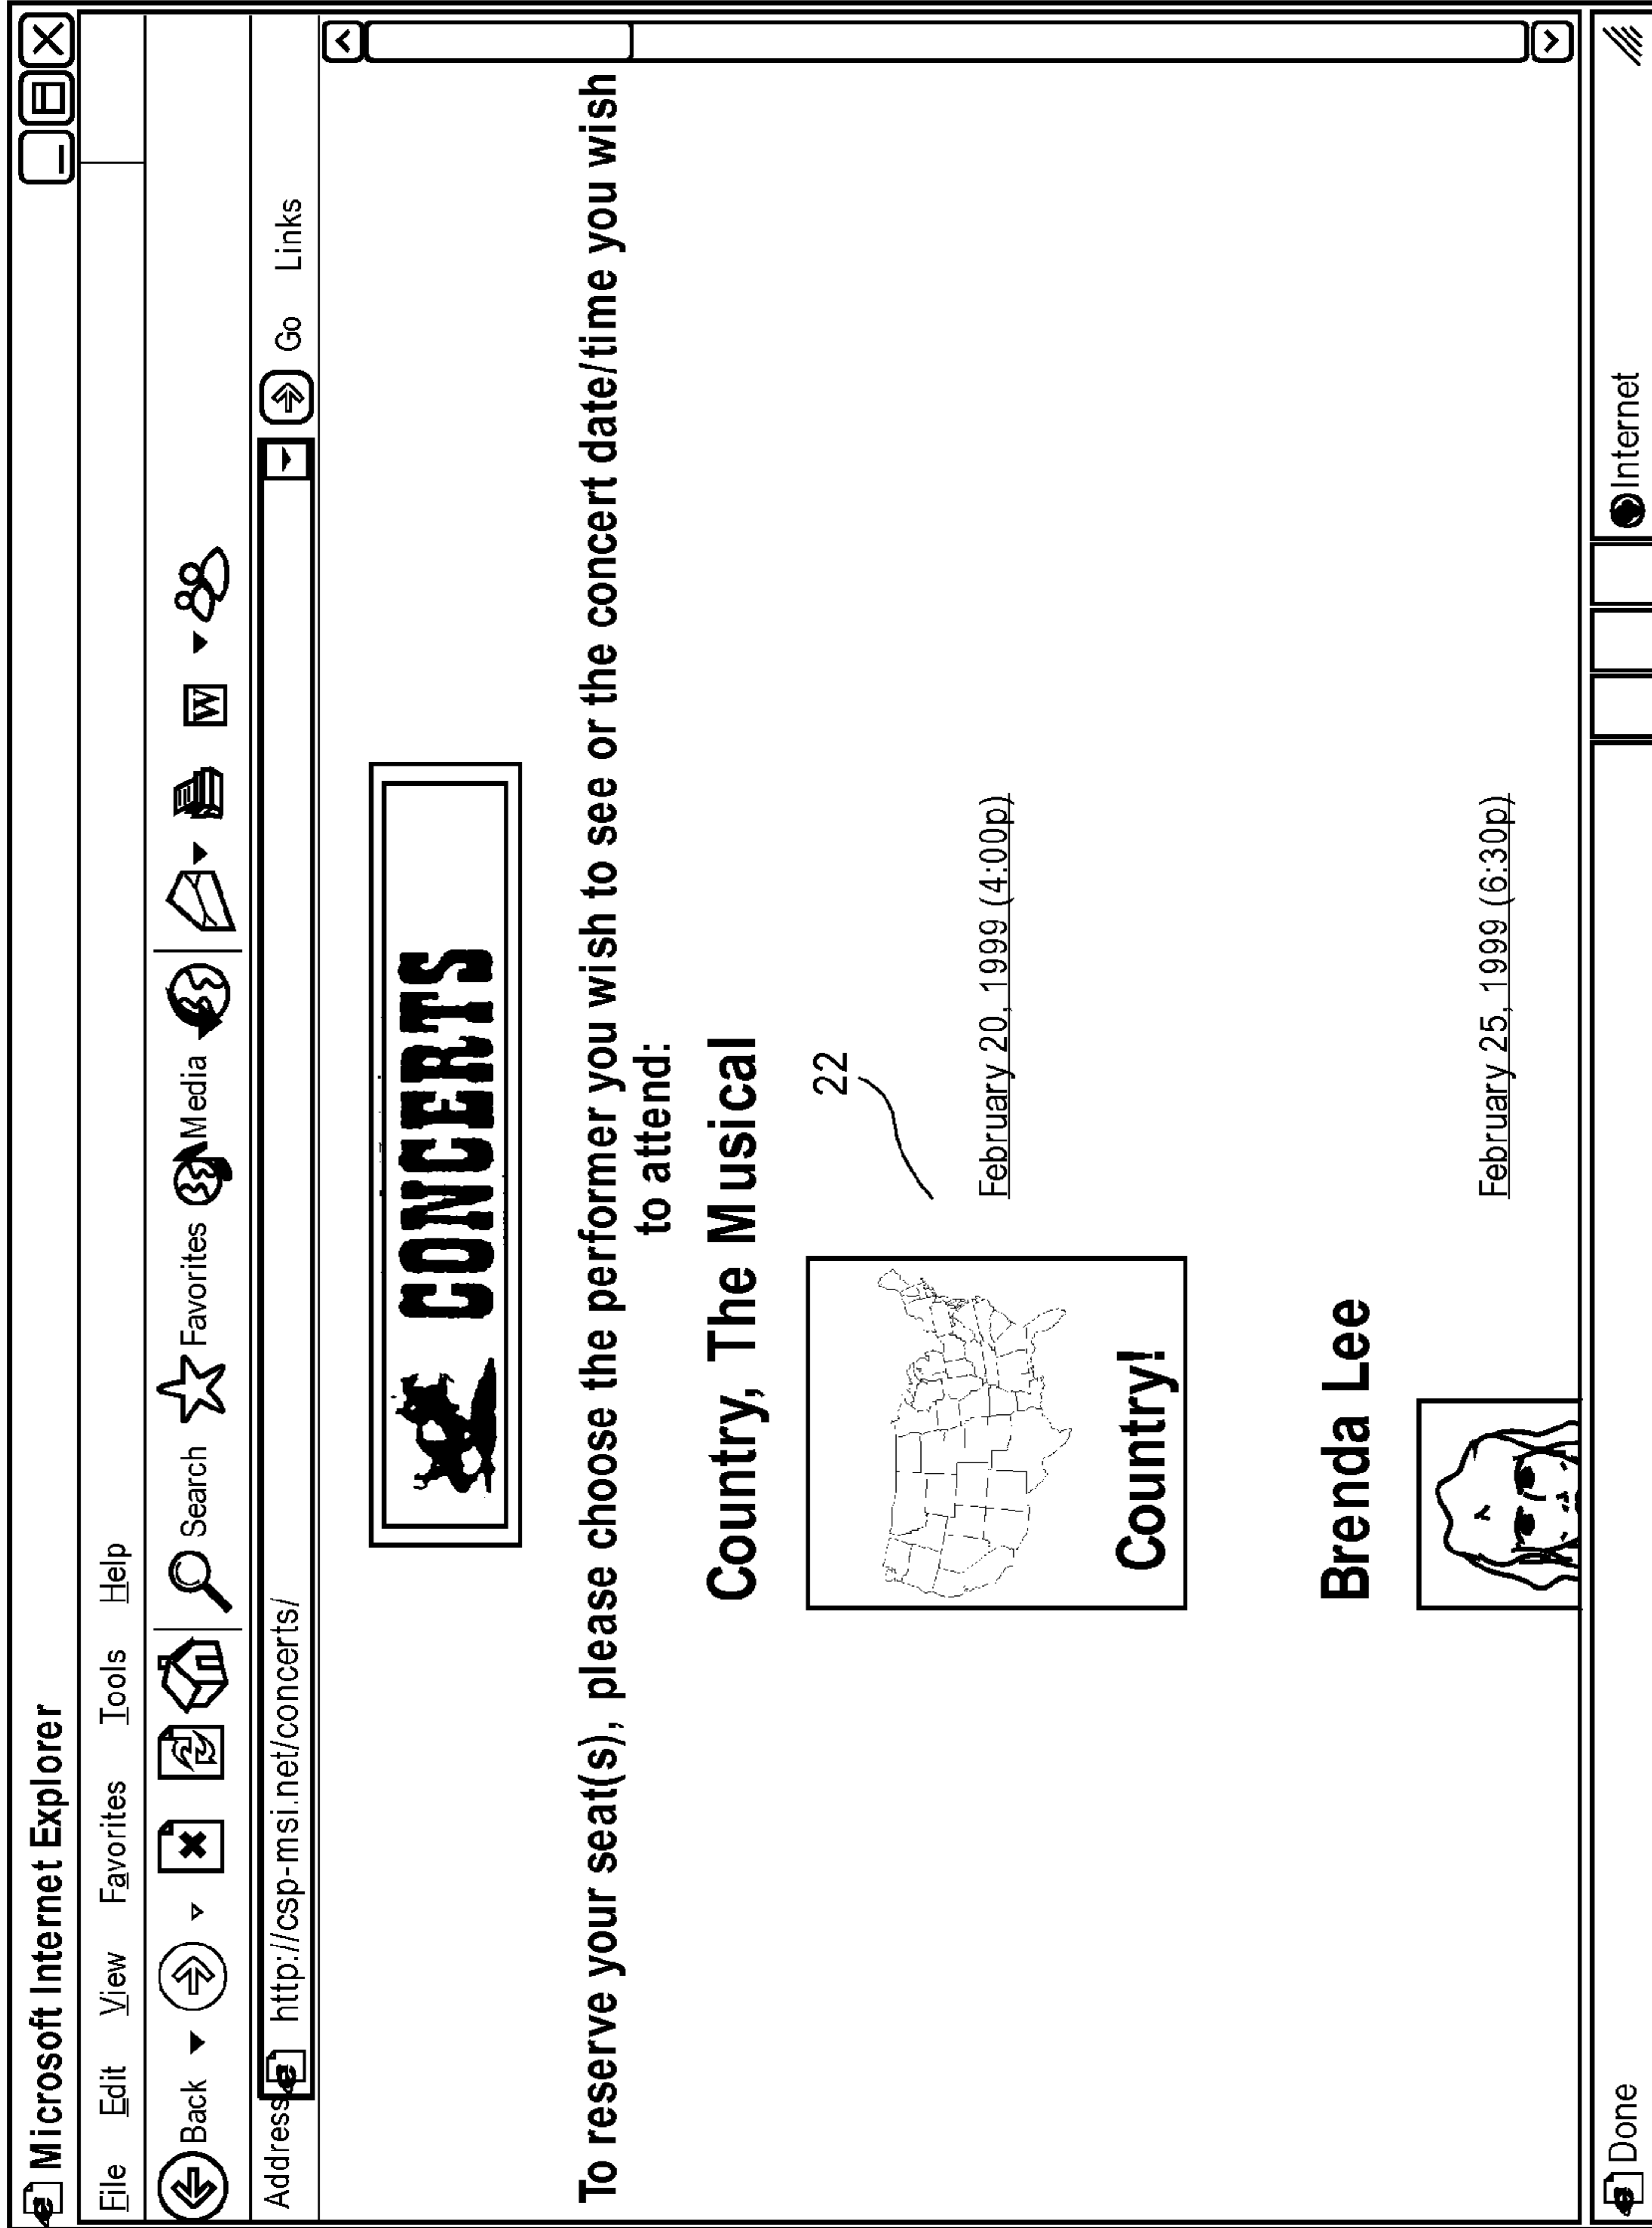 Microsoft Internet Explorer
File Edit View Favorites Tools Help
Back Search Favorites Media W
Address http://csp-msi.net/concerts/ Go Links
CONCERTS
To reserve your seat(s), please choose the performer you wish to see or the concert date/time you wish
to attend:
Country, The Musical
22
February 20, 1999 (4:00p)
Country!
Brenda Lee
February 25, 1999 (6:30p)
Done Internet